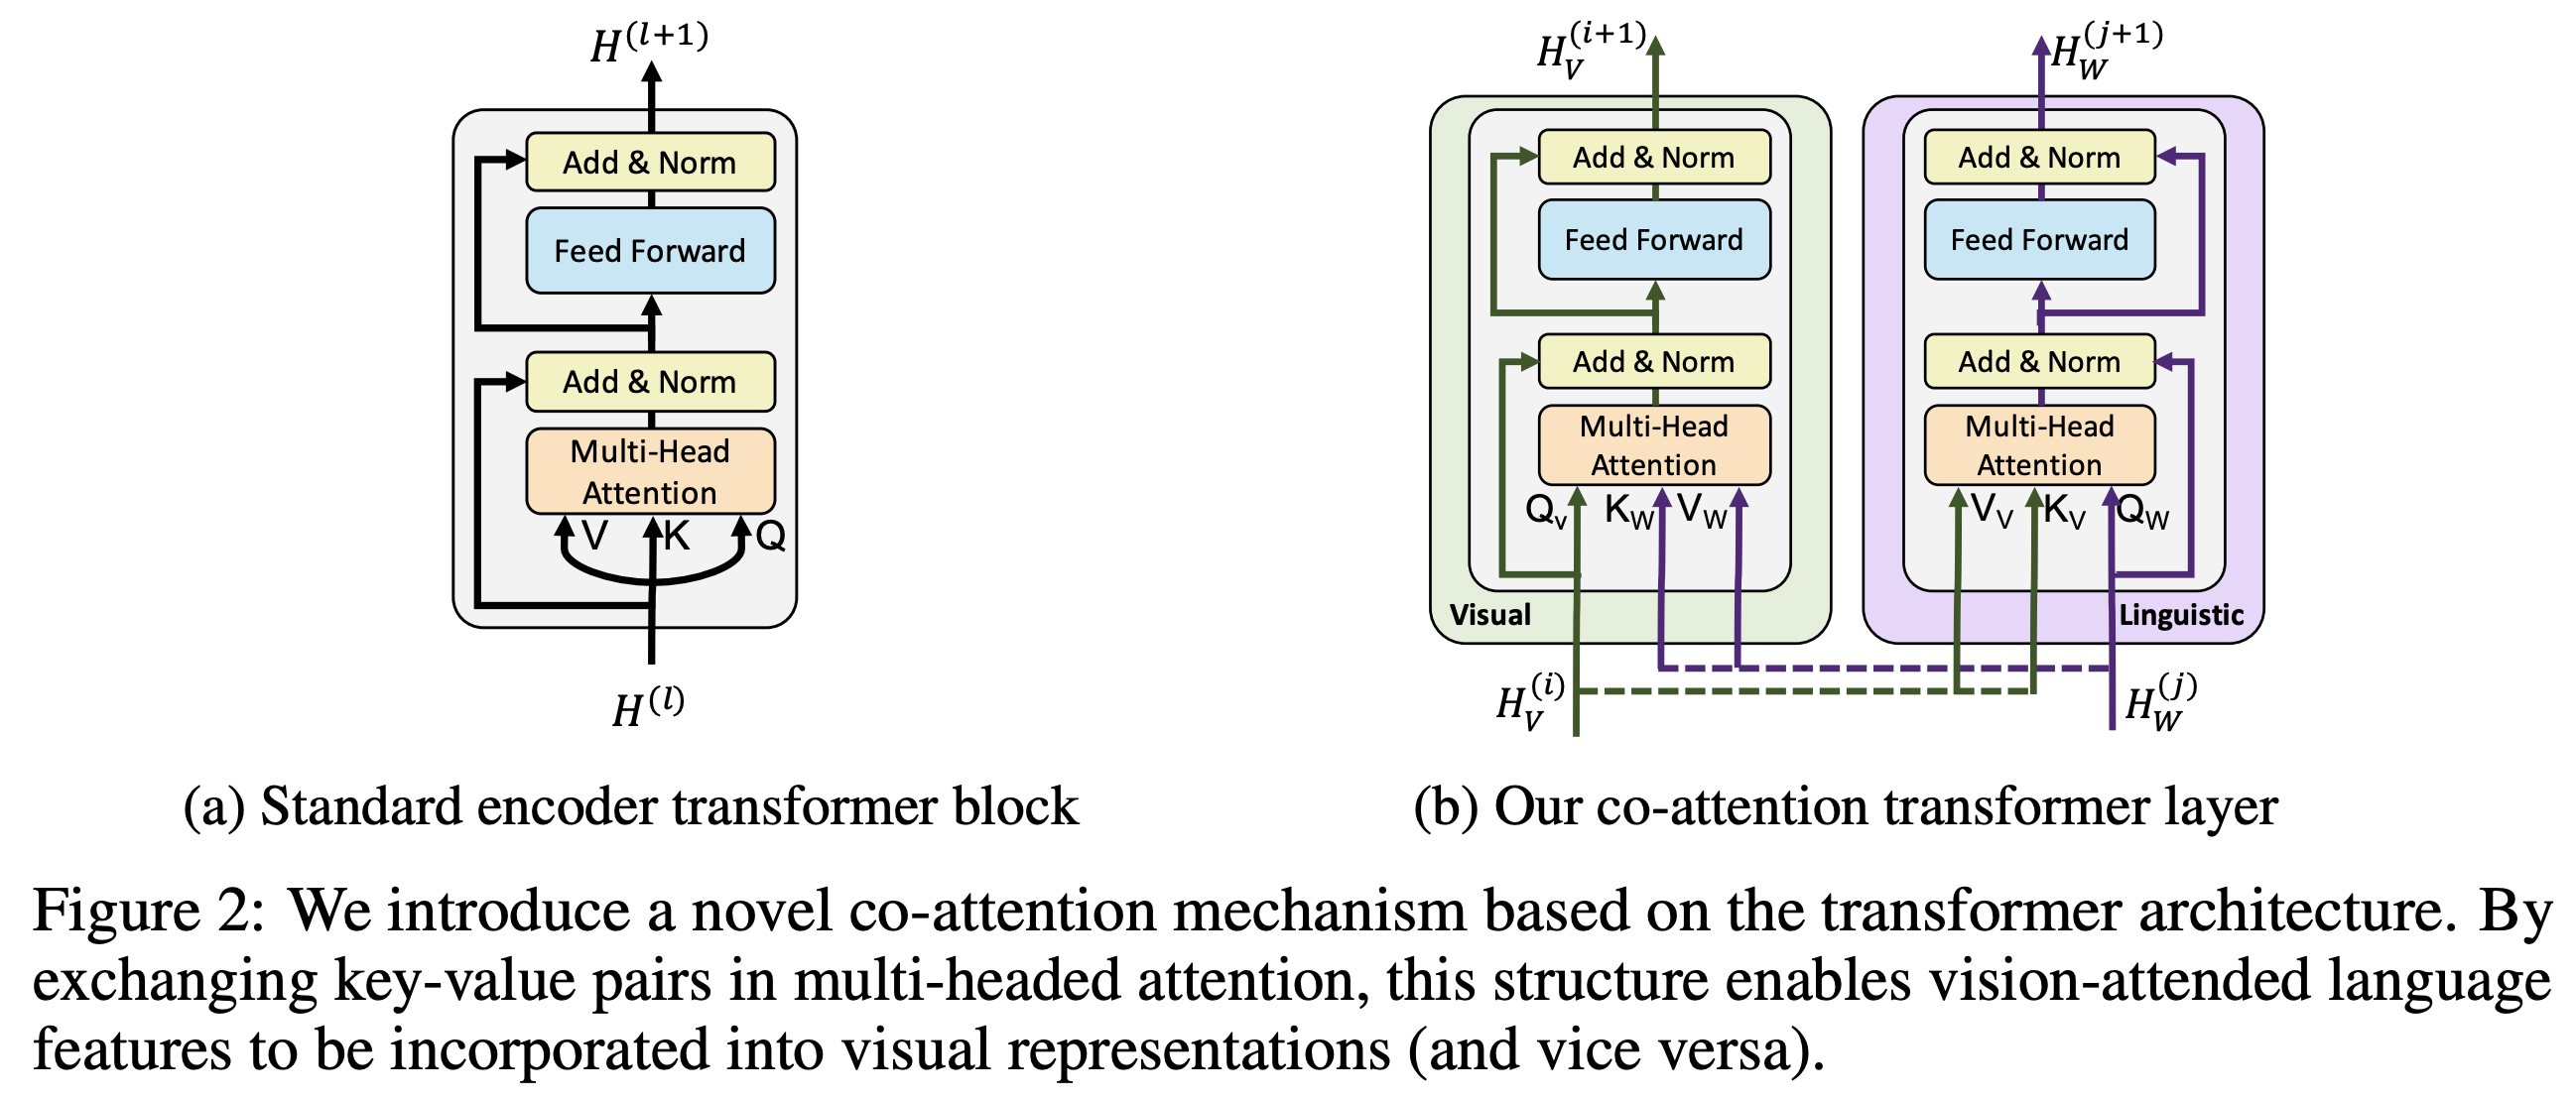 H^(l+1)
Add & Norm
Feed Forward
Add & Norm
Multi-Head
Attention
V K Q
H^(l)
(a) Standard encoder transformer block
H_V^(i+1)
Add & Norm
Feed Forward
Add & Norm
Multi-Head
Attention
Q_v K_W V_W
Visual
H_V^(i)
H_W^(j+1)
Add & Norm
Feed Forward
Add & Norm
Multi-Head
Attention
V_V K_V Q_W
Linguistic
H_W^(j)
(b) Our co-attention transformer layer
Figure 2: We introduce a novel co-attention mechanism based on the transformer architecture. By
exchanging key-value pairs in multi-headed attention, this structure enables vision-attended language
features to be incorporated into visual representations (and vice versa).